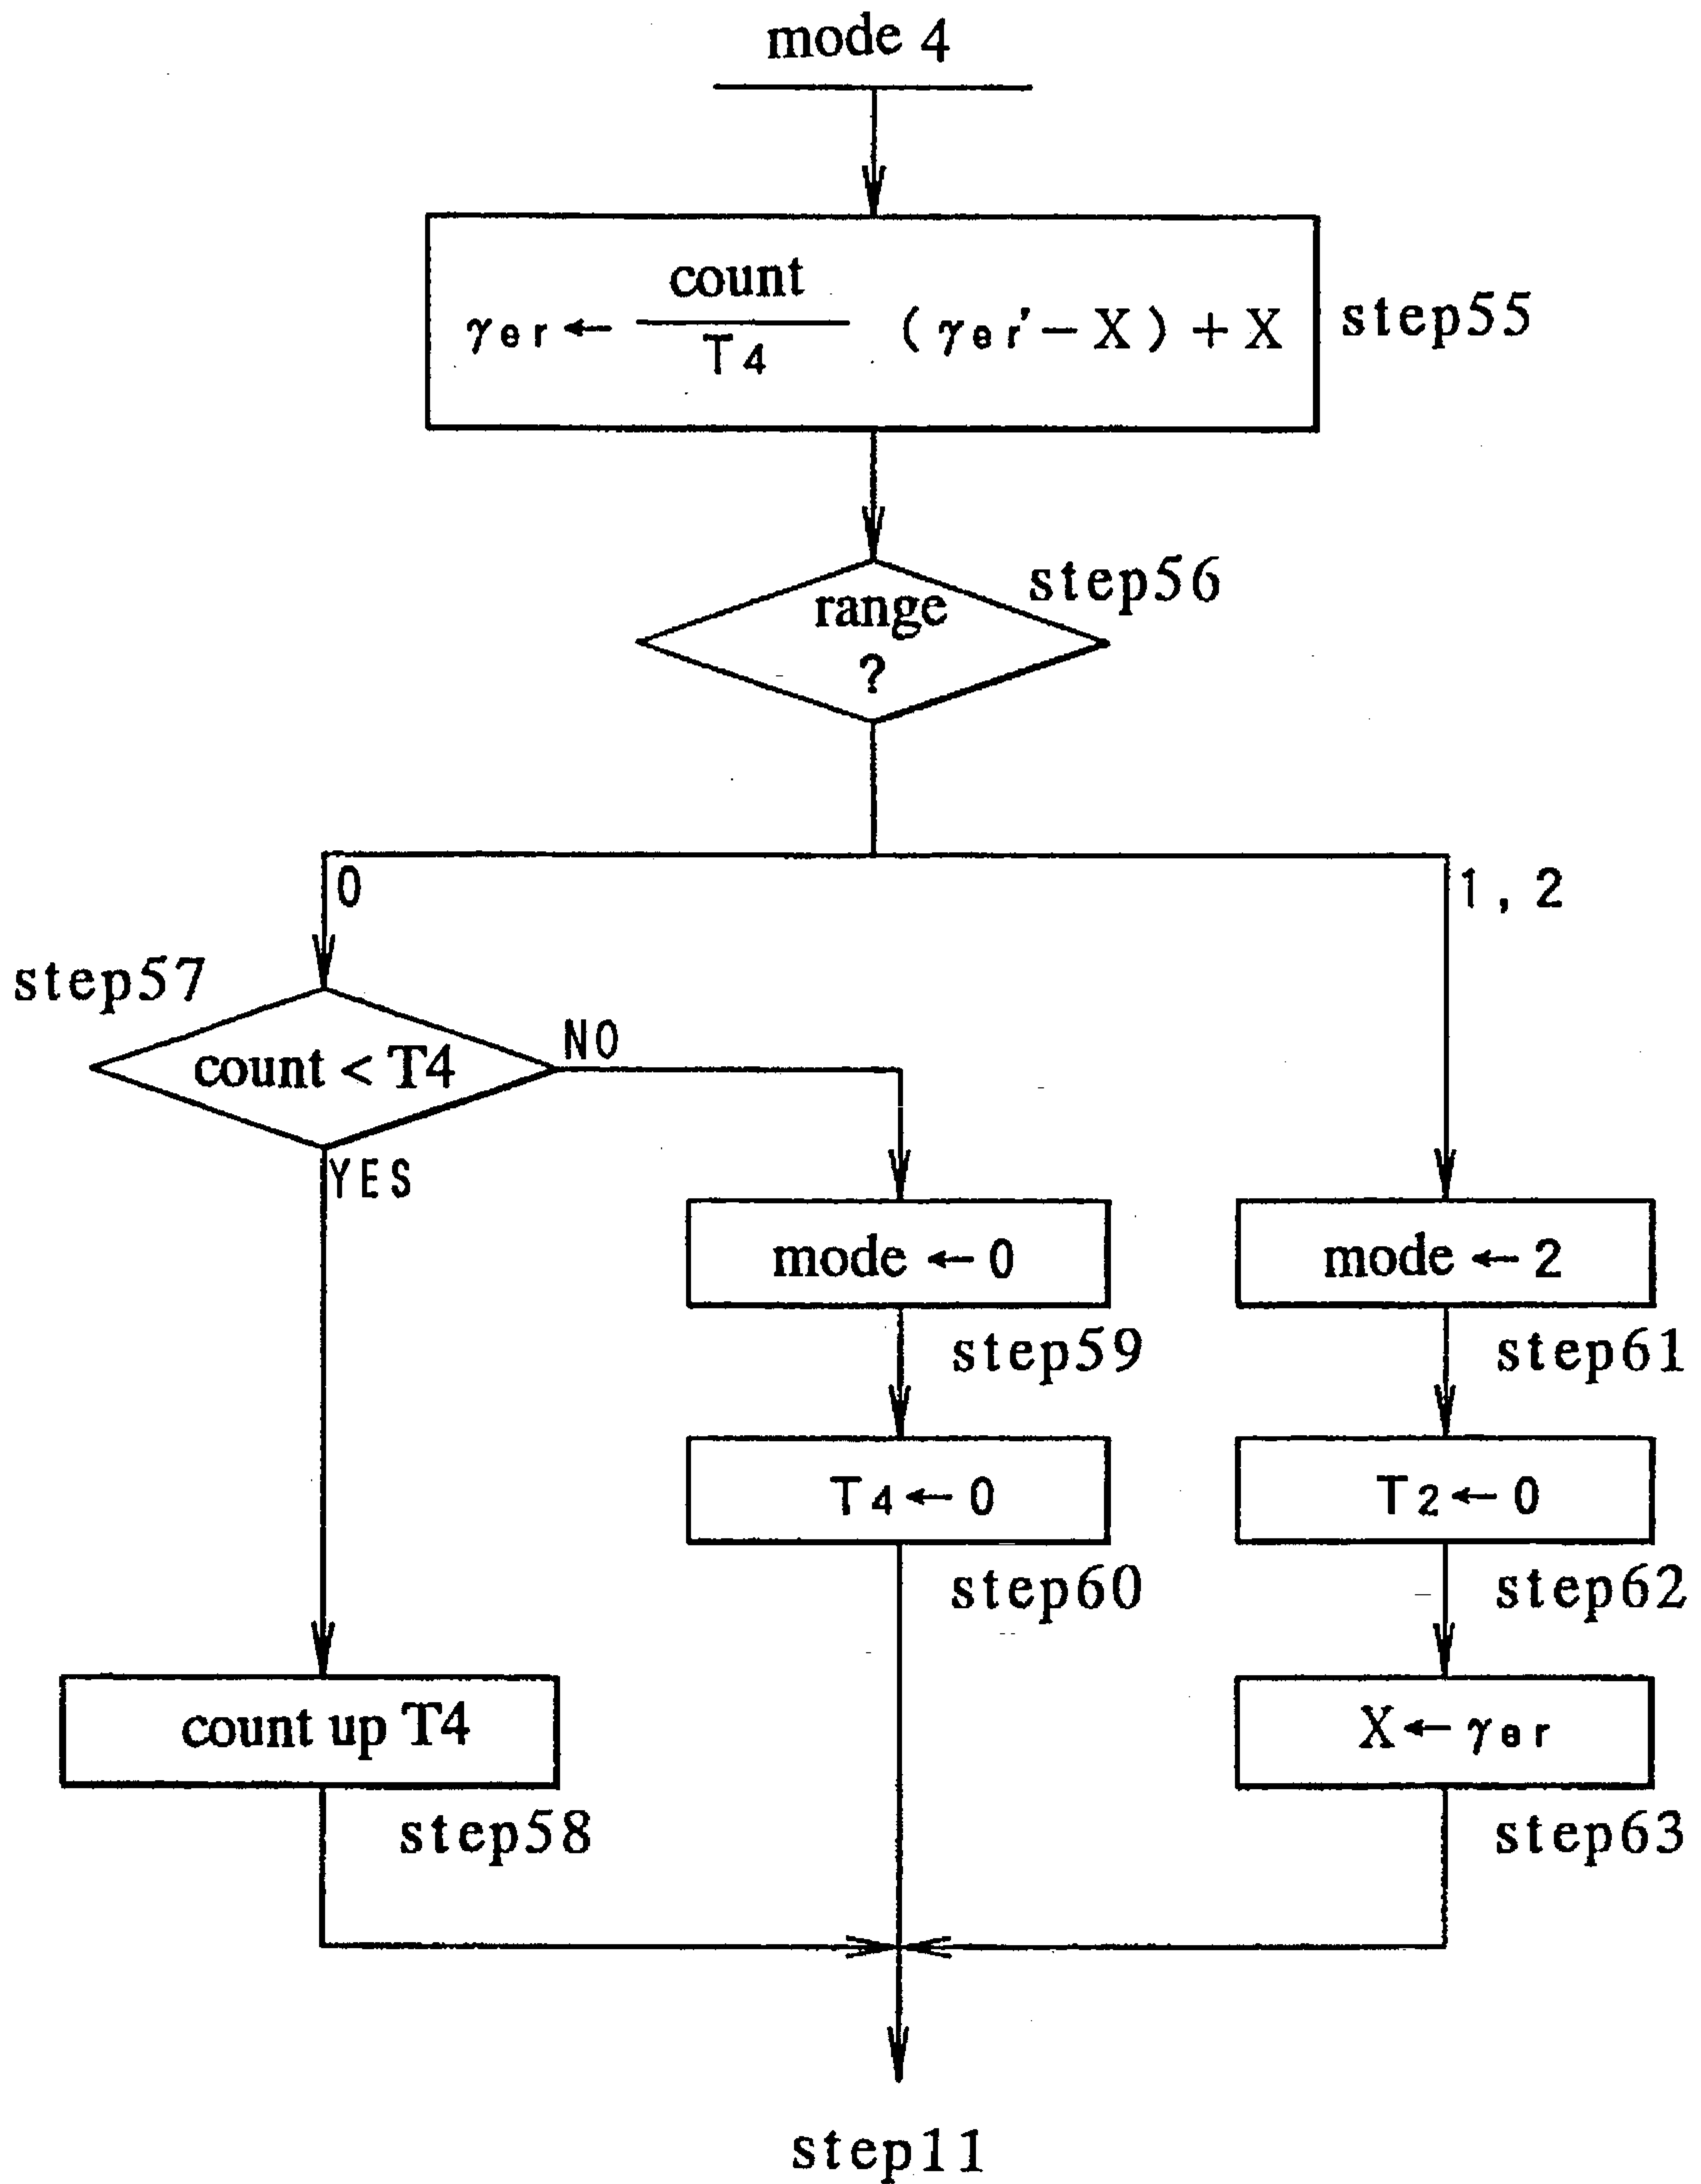 mode 4
count
γer ← ――― (γer′ − X) + X
T4
step55
step56
range
?
0
1, 2
step57
count < T4
NO
YES
mode ← 0
mode ← 2
step59
step61
T4 ← 0
T2 ← 0
step60
step62
count up T4
X ← γer
step58
step63
step11